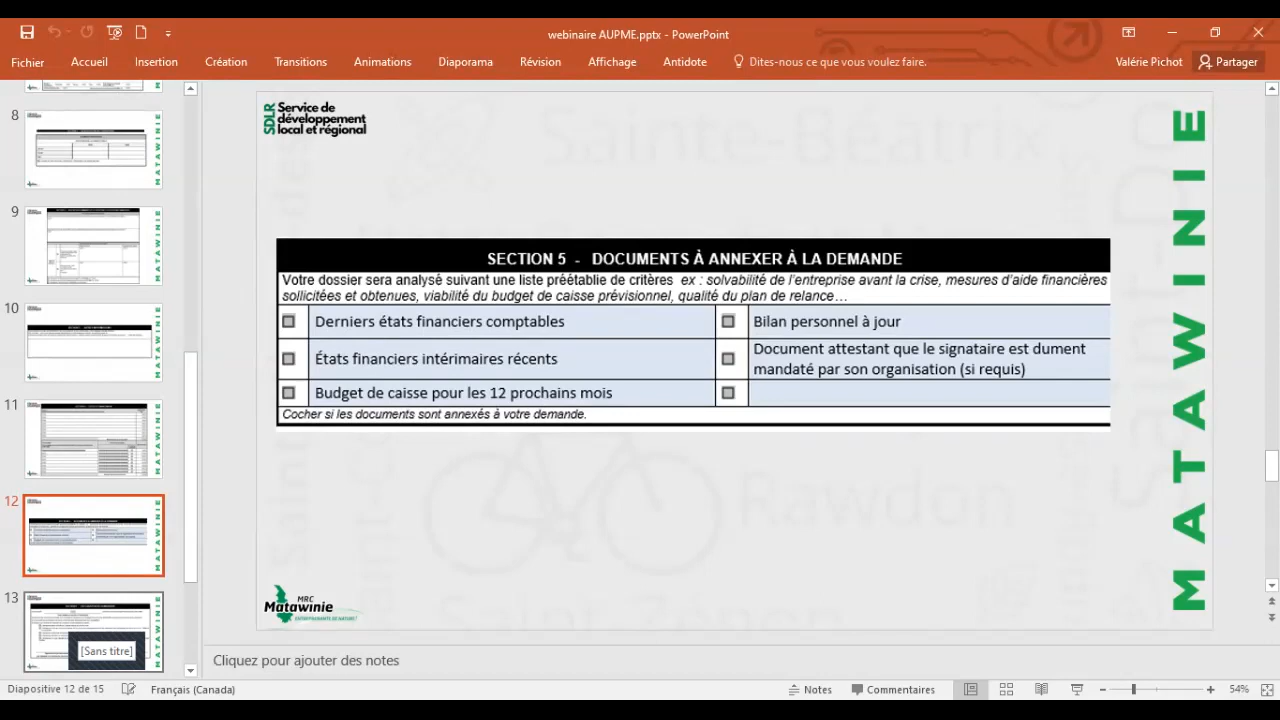 webinaire AUPME.pptx - PowerPoint
Fichier Accueil Insertion Création Transitions Animations Diaporama Révision Affichage Antidote Dites-nous ce que vous voulez faire. Valérie Pichot Partager
8
9
10
11
12
13
[Sans titre]
SDLR
Service de
développement
local et régional
MATAWINIE
SECTION 5 - DOCUMENTS À ANNEXER À LA DEMANDE
Votre dossier sera analysé suivant une liste préétablie de critères ex : solvabilité de l'entreprise avant la crise, mesures d'aide financières
sollicitées et obtenues, viabilité du budget de caisse prévisionnel, qualité du plan de relance…
Derniers états financiers comptables
Bilan personnel à jour
États financiers intérimaires récents
Document attestant que le signataire est dument
mandaté par son organisation (si requis)
Budget de caisse pour les 12 prochains mois
Cocher si les documents sont annexés à votre demande.
MRC
Matawinie
ENTREPRENANTE DE NATURE!
Cliquez pour ajouter des notes
Diapositive 12 de 15 Français (Canada) Notes Commentaires 54%